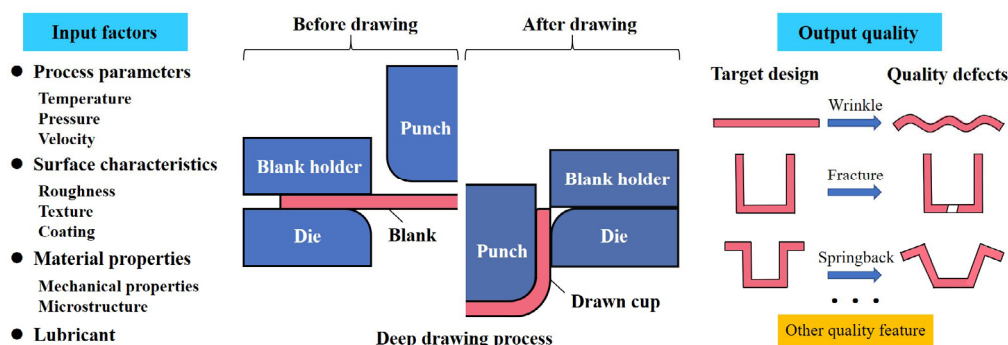 Input factors
● Process parameters
Temperature
Pressure
Velocity
● Surface characteristics
Roughness
Texture
Coating
● Material properties
Mechanical properties
Microstructure
● Lubricant
Before drawing
After drawing
Punch
Blank holder
Die
Blank
Blank holder
Punch
Die
Drawn cup
Deep drawing process
Output quality
Target design
Quality defects
Wrinkle
Fracture
Springback
• • •
Other quality feature